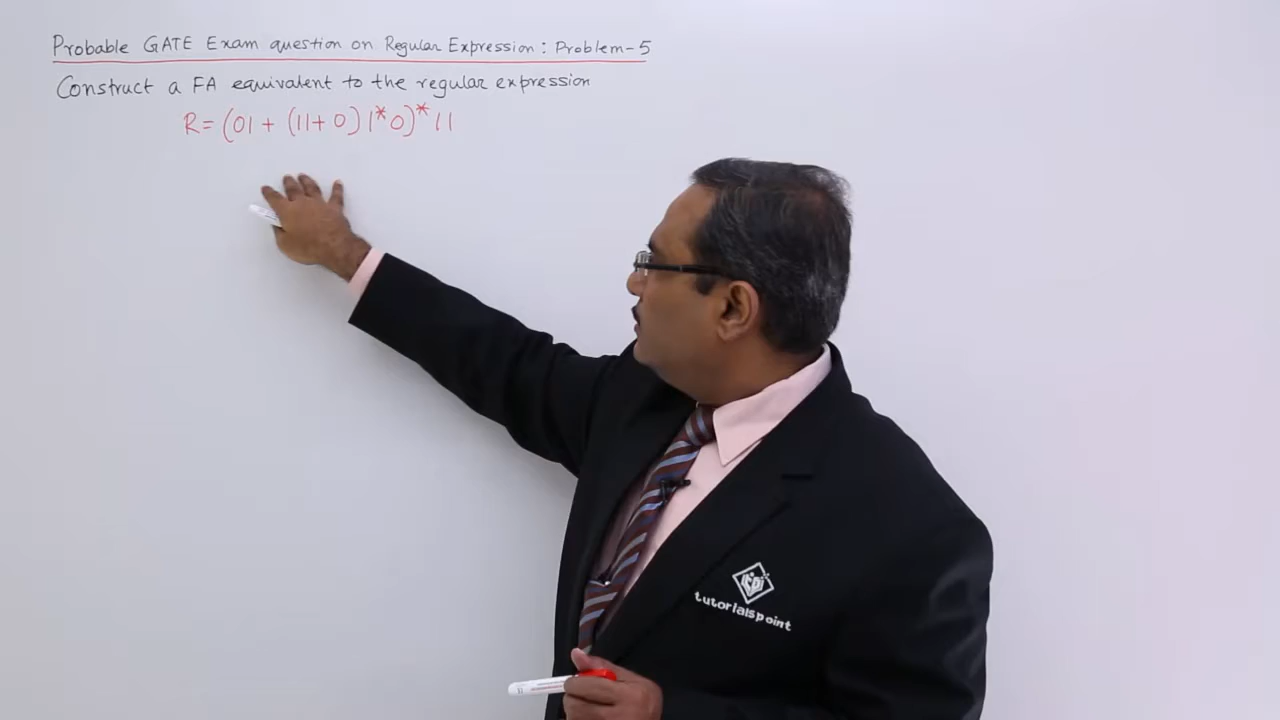 Probable GATE Exam question on Regular Expression: Problem-5
Construct a FA equivalent to the regular expression
R = (01 + (11+0)1*0)*11
tutorialspoint